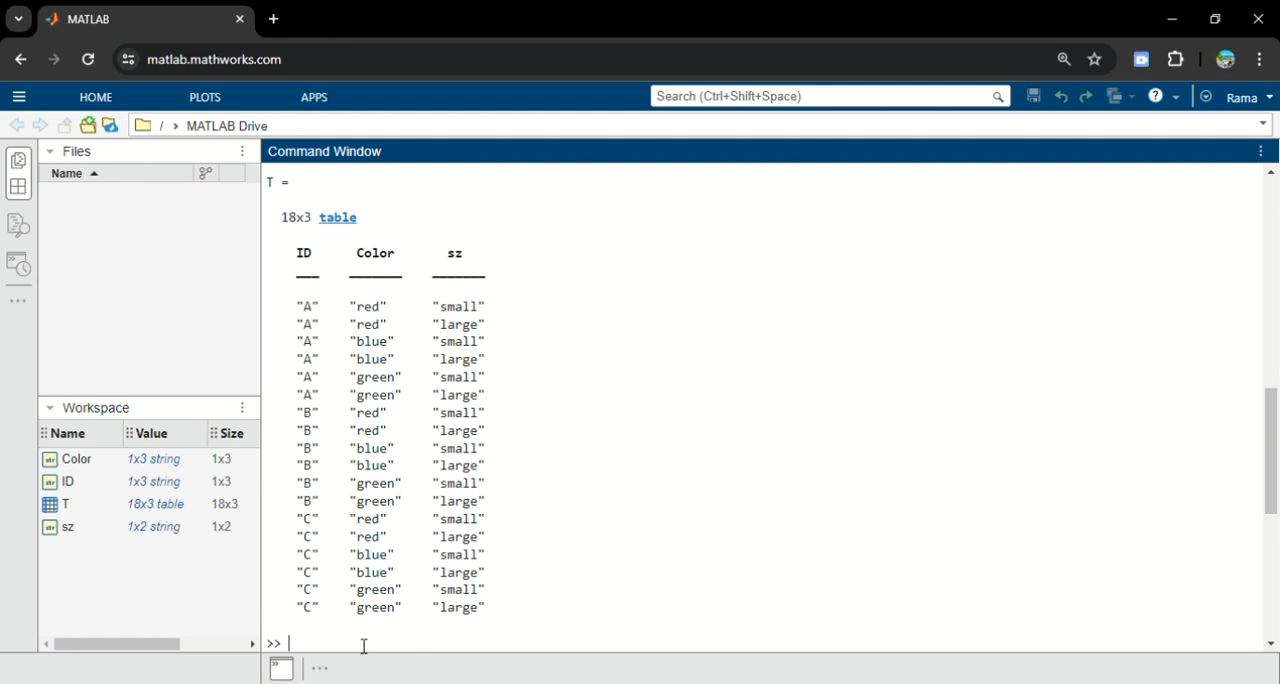 MATLAB
matlab.mathworks.com
HOME PLOTS APPS Search (Ctrl+Shift+Space) Rama
/ MATLAB Drive
Files
Name
Command Window
T =
18x3 table
ID Color sz
"A" "red" "small"
"A" "red" "large"
"A" "blue" "small"
"A" "blue" "large"
"A" "green" "small"
"A" "green" "large"
"B" "red" "small"
"B" "red" "large"
"B" "blue" "small"
"B" "blue" "large"
"B" "green" "small"
"B" "green" "large"
"C" "red" "small"
"C" "red" "large"
"C" "blue" "small"
"C" "blue" "large"
"C" "green" "small"
"C" "green" "large"
>>
Workspace
Name Value Size
Color 1x3 string 1x3
ID 1x3 string 1x3
T 18x3 table 18x3
sz 1x2 string 1x2